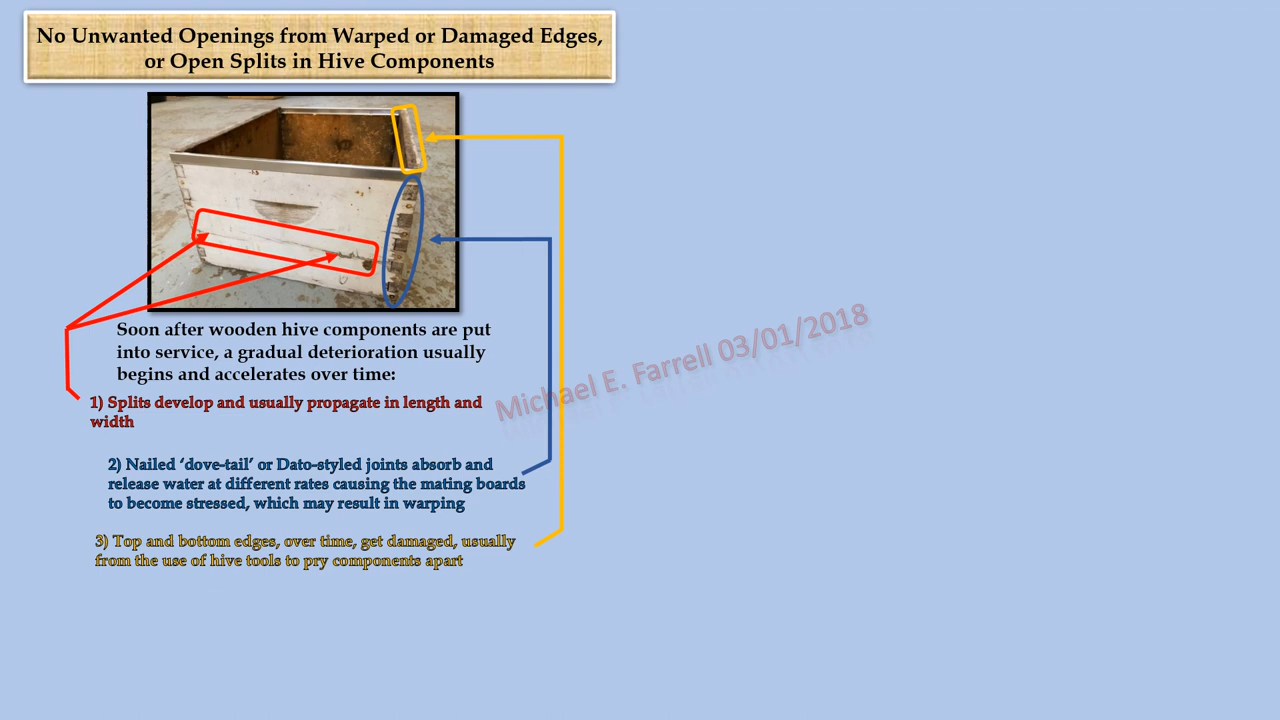 No Unwanted Openings from Warped or Damaged Edges,
or Open Splits in Hive Components
Soon after wooden hive components are put
into service, a gradual deterioration usually
begins and accelerates over time:
1) Splits develop and usually propagate in length and
width
2) Nailed ‘dove-tail’ or Dato-styled joints absorb and
release water at different rates causing the mating boards
to become stressed, which may result in warping
3) Top and bottom edges, over time, get damaged, usually
from the use of hive tools to pry components apart
Michael E. Farrell 03/01/2018